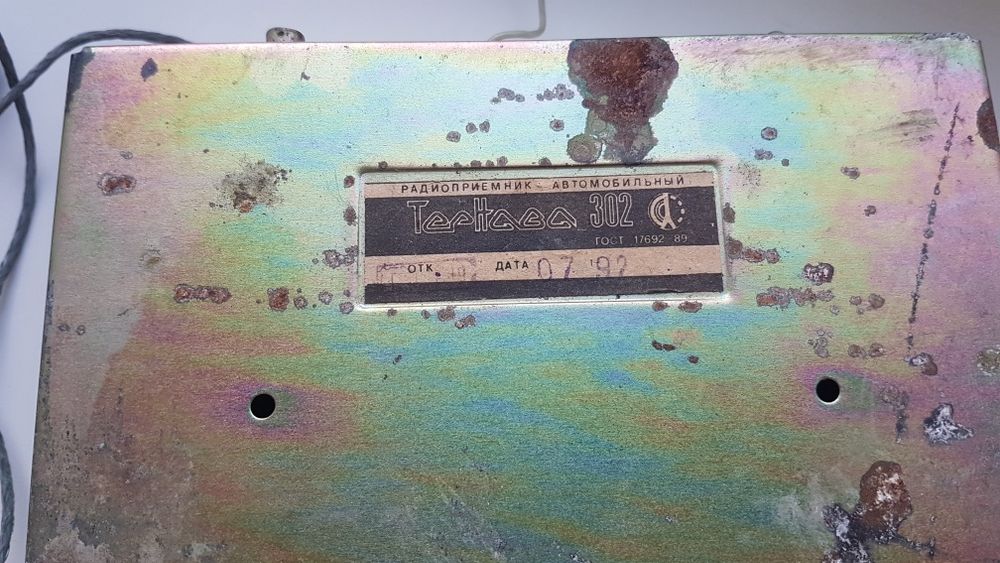 РАДИОПРИЕМНИК АВТОМОБИЛЬНЫЙ
ТерНава 302
ГОСТ 17692-89
ОТК ДАТА 07 92